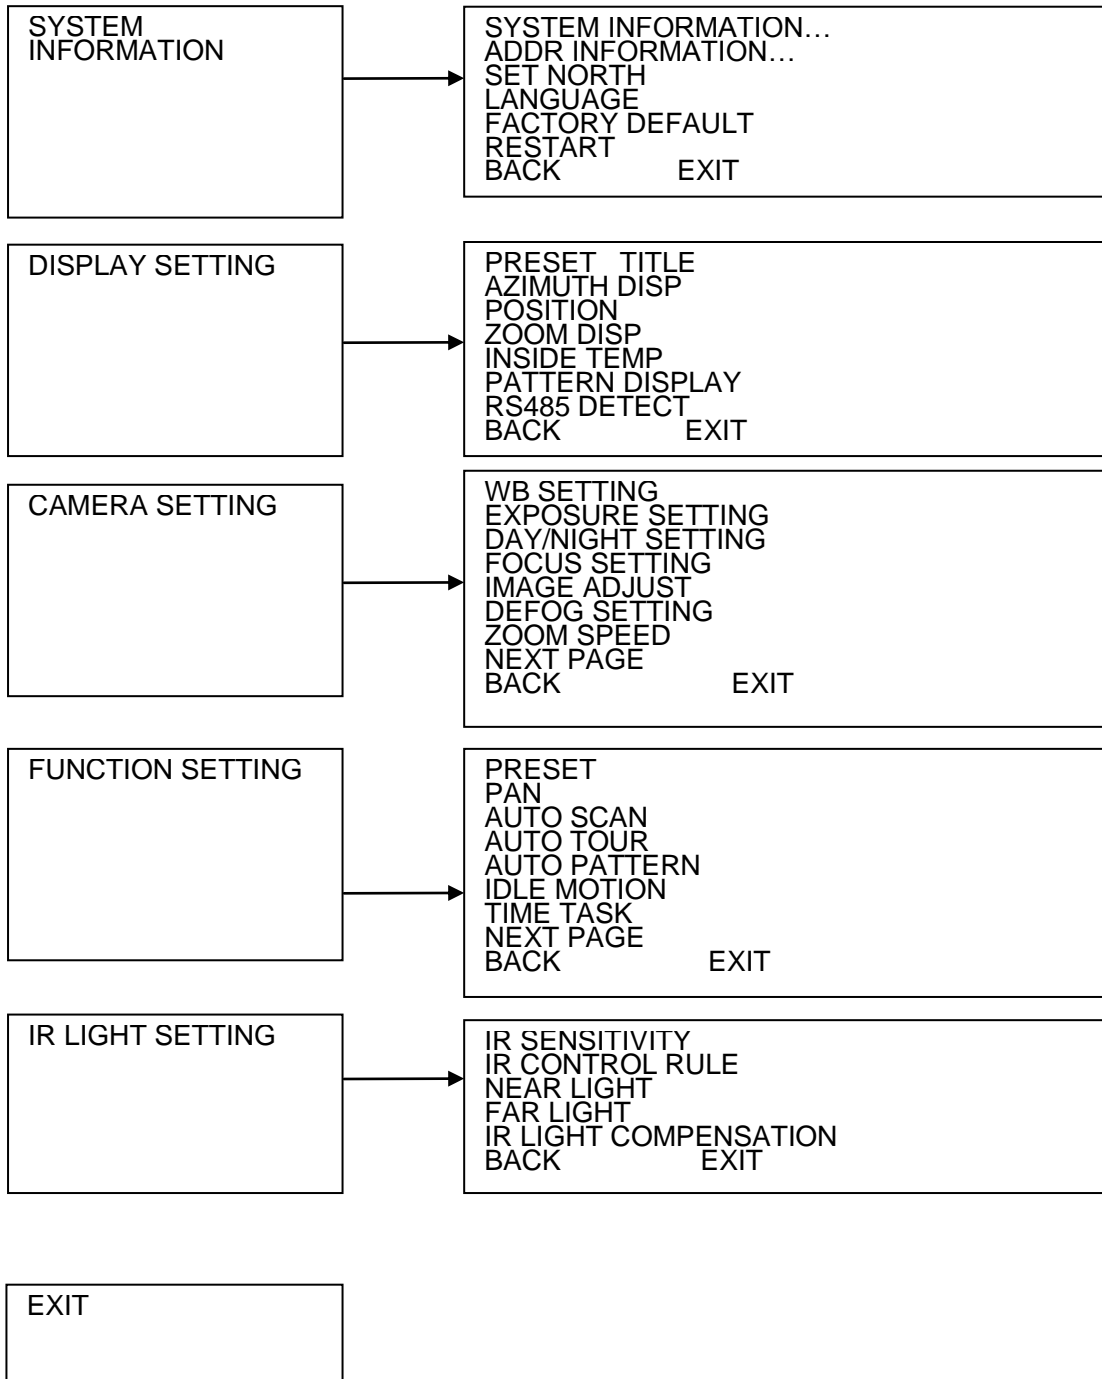 SYSTEM
INFORMATION
SYSTEM INFORMATION...
ADDR INFORMATION...
SET NORTH
LANGUAGE
FACTORY DEFAULT
RESTART
BACK EXIT
DISPLAY SETTING
PRESET TITLE
AZIMUTH DISP
POSITION
ZOOM DISP
INSIDE TEMP
PATTERN DISPLAY
RS485 DETECT
BACK EXIT
CAMERA SETTING
WB SETTING
EXPOSURE SETTING
DAY/NIGHT SETTING
FOCUS SETTING
IMAGE ADJUST
DEFOG SETTING
ZOOM SPEED
NEXT PAGE
BACK EXIT
FUNCTION SETTING
PRESET
PAN
AUTO SCAN
AUTO TOUR
AUTO PATTERN
IDLE MOTION
TIME TASK
NEXT PAGE
BACK EXIT
IR LIGHT SETTING
IR SENSITIVITY
IR CONTROL RULE
NEAR LIGHT
FAR LIGHT
IR LIGHT COMPENSATION
BACK EXIT
EXIT